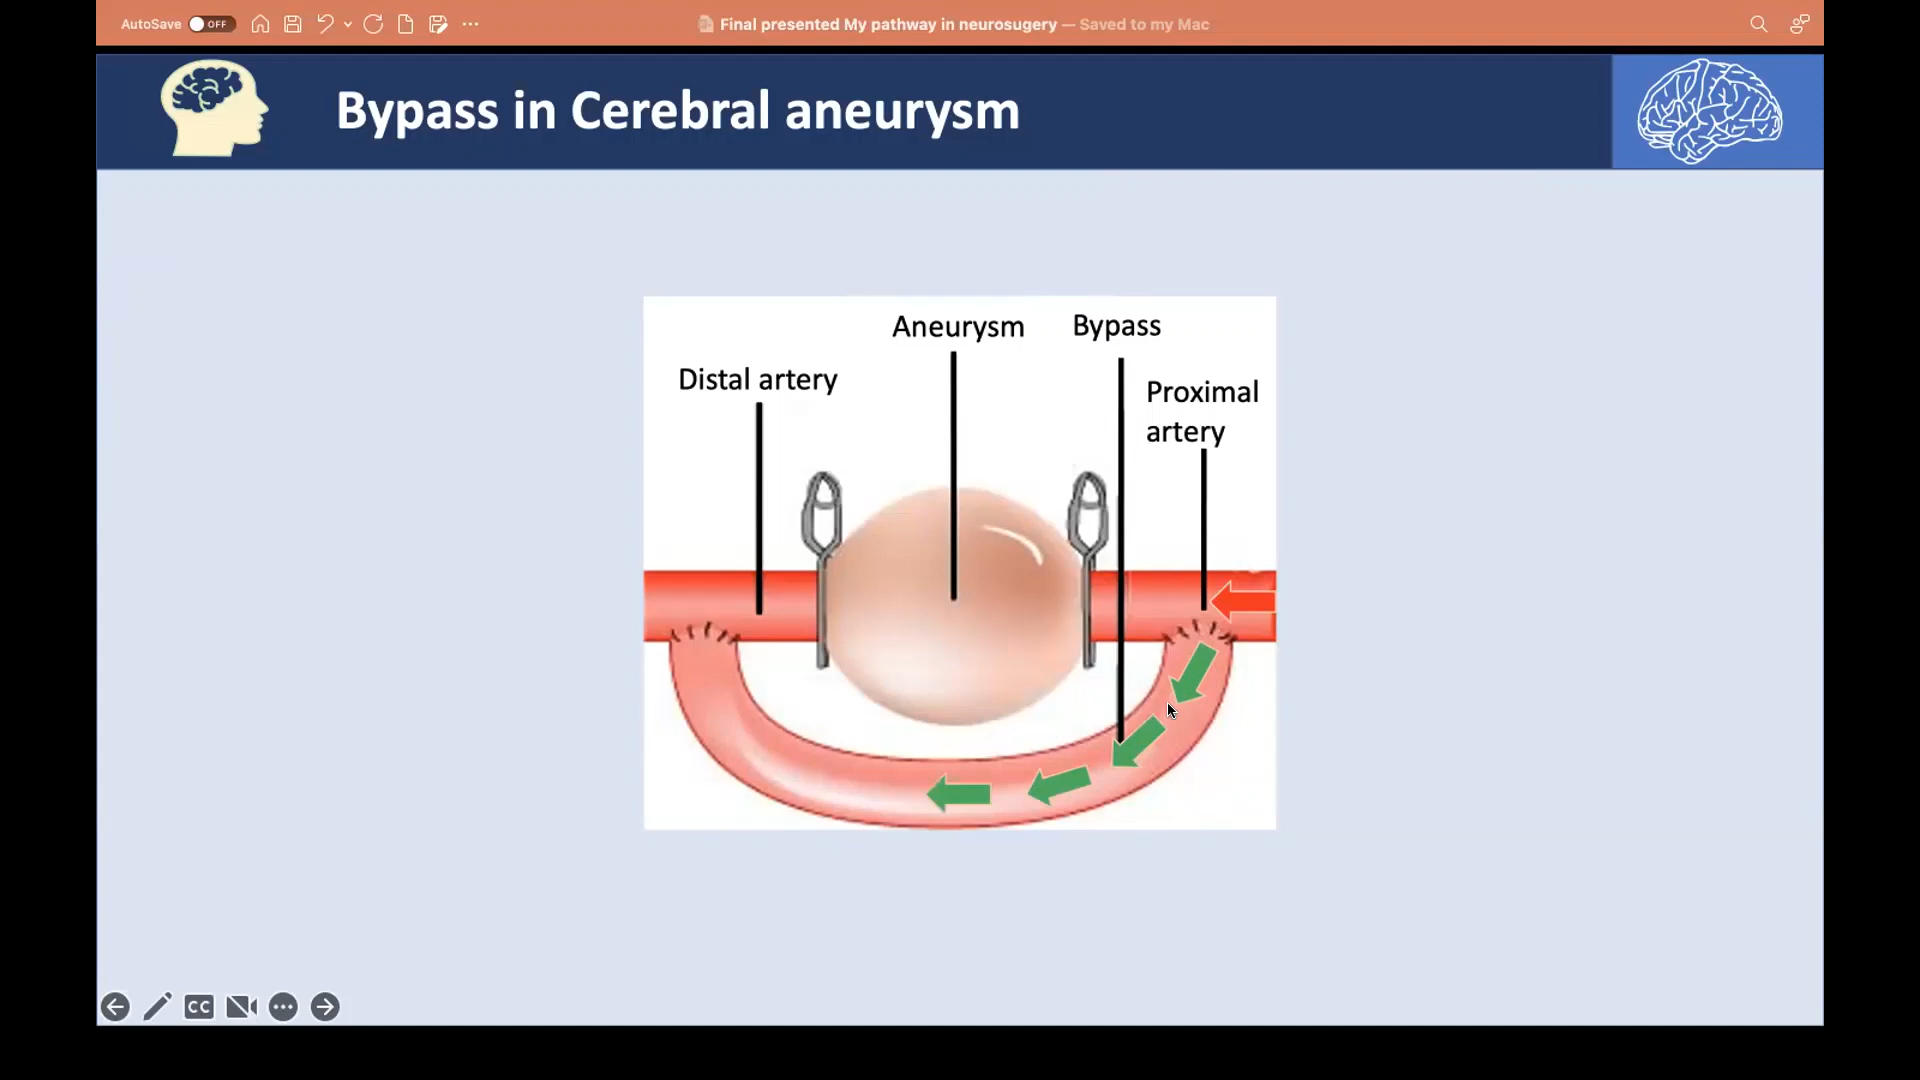 AutoSave OFF
Final presented My pathway in neurosugery — Saved to my Mac
Bypass in Cerebral aneurysm
Aneurysm
Bypass
Distal artery
Proximal
artery
CC